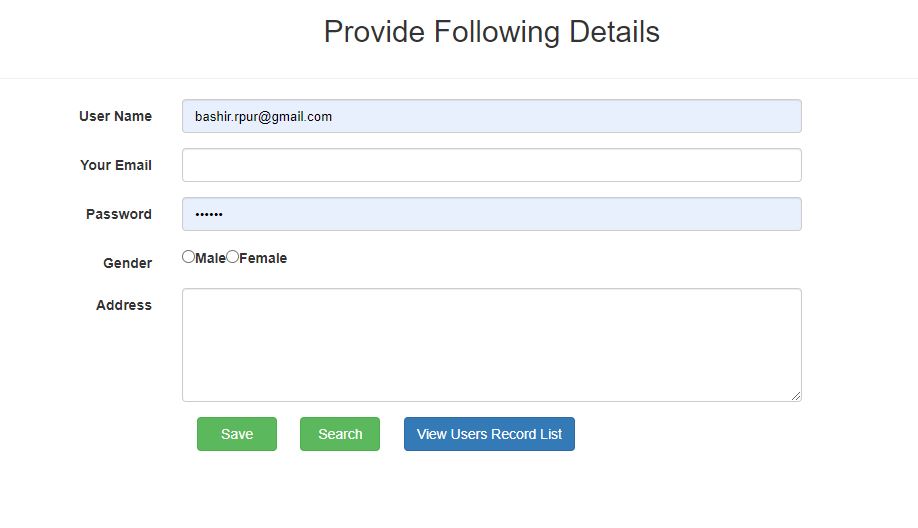 Provide Following Details
User Name bashir.rpur@gmail.com
Your Email
Password ••••••
Gender Male Female
Address
Save Search View Users Record List